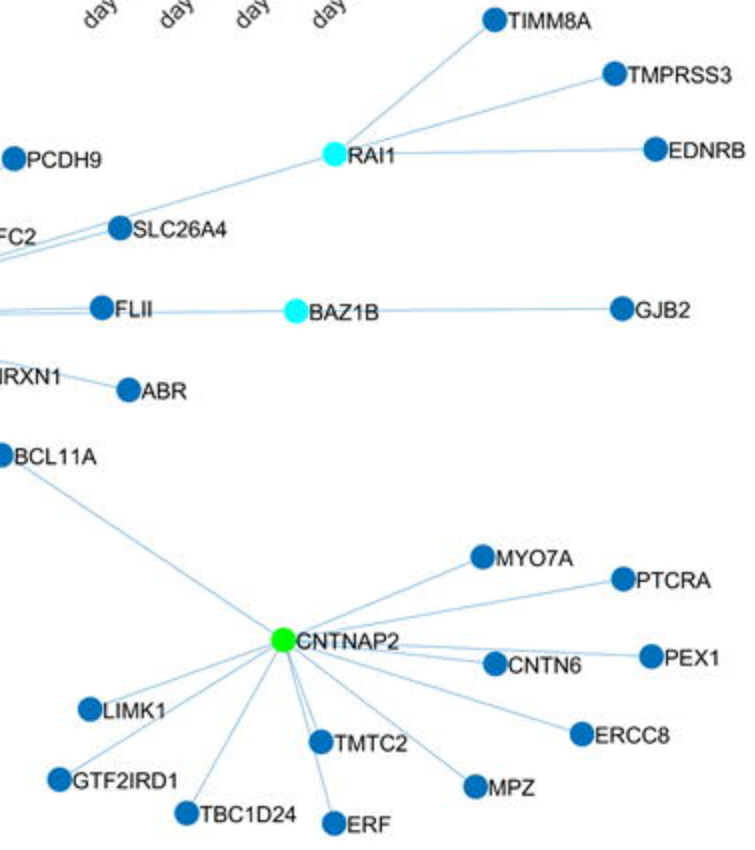 day
day
day
day
TIMM8A
TMPRSS3
PCDH9
RAI1
EDNRB
FC2
SLC26A4
FLII
BAZ1B
GJB2
RXN1
ABR
BCL11A
MYO7A
PTCRA
CNTNAP2
CNTN6
PEX1
LIMK1
TMTC2
ERCC8
GTF2IRD1
MPZ
TBC1D24
ERF